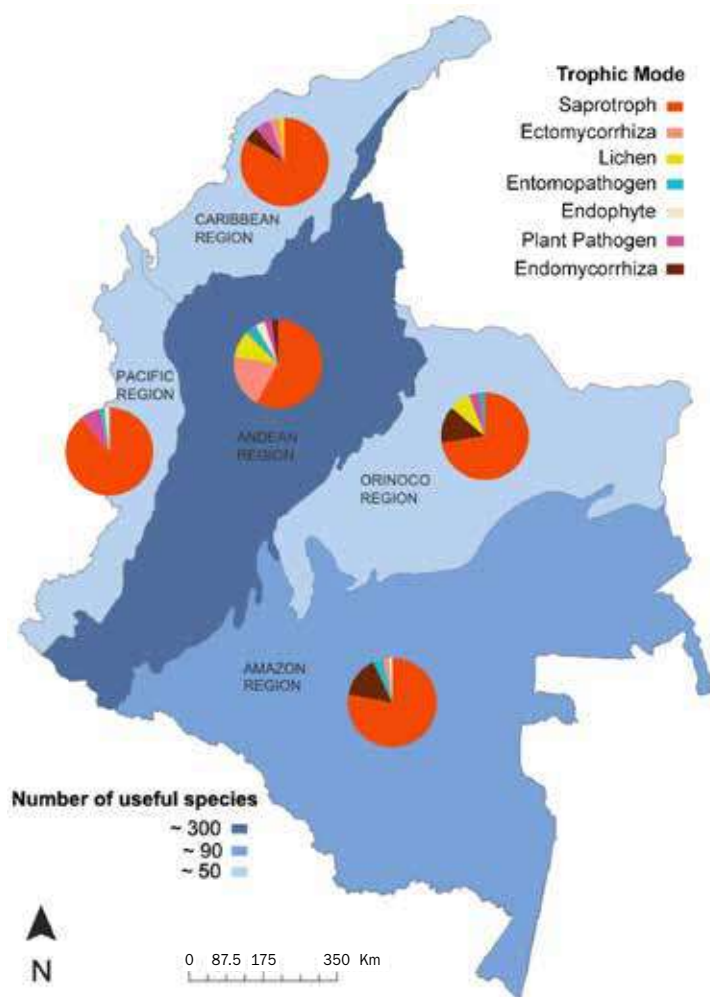 Trophic Mode
Saprotroph
Ectomycorrhiza
Lichen
Entomopathogen
Endophyte
Plant Pathogen
Endomycorrhiza
CARIBBEAN
REGION
PACIFIC
REGION
ANDEAN
REGION
ORINOCO
REGION
AMAZON
REGION
Number of useful species
~ 300
~ 90
~ 50
N
0 87.5 175 350 Km